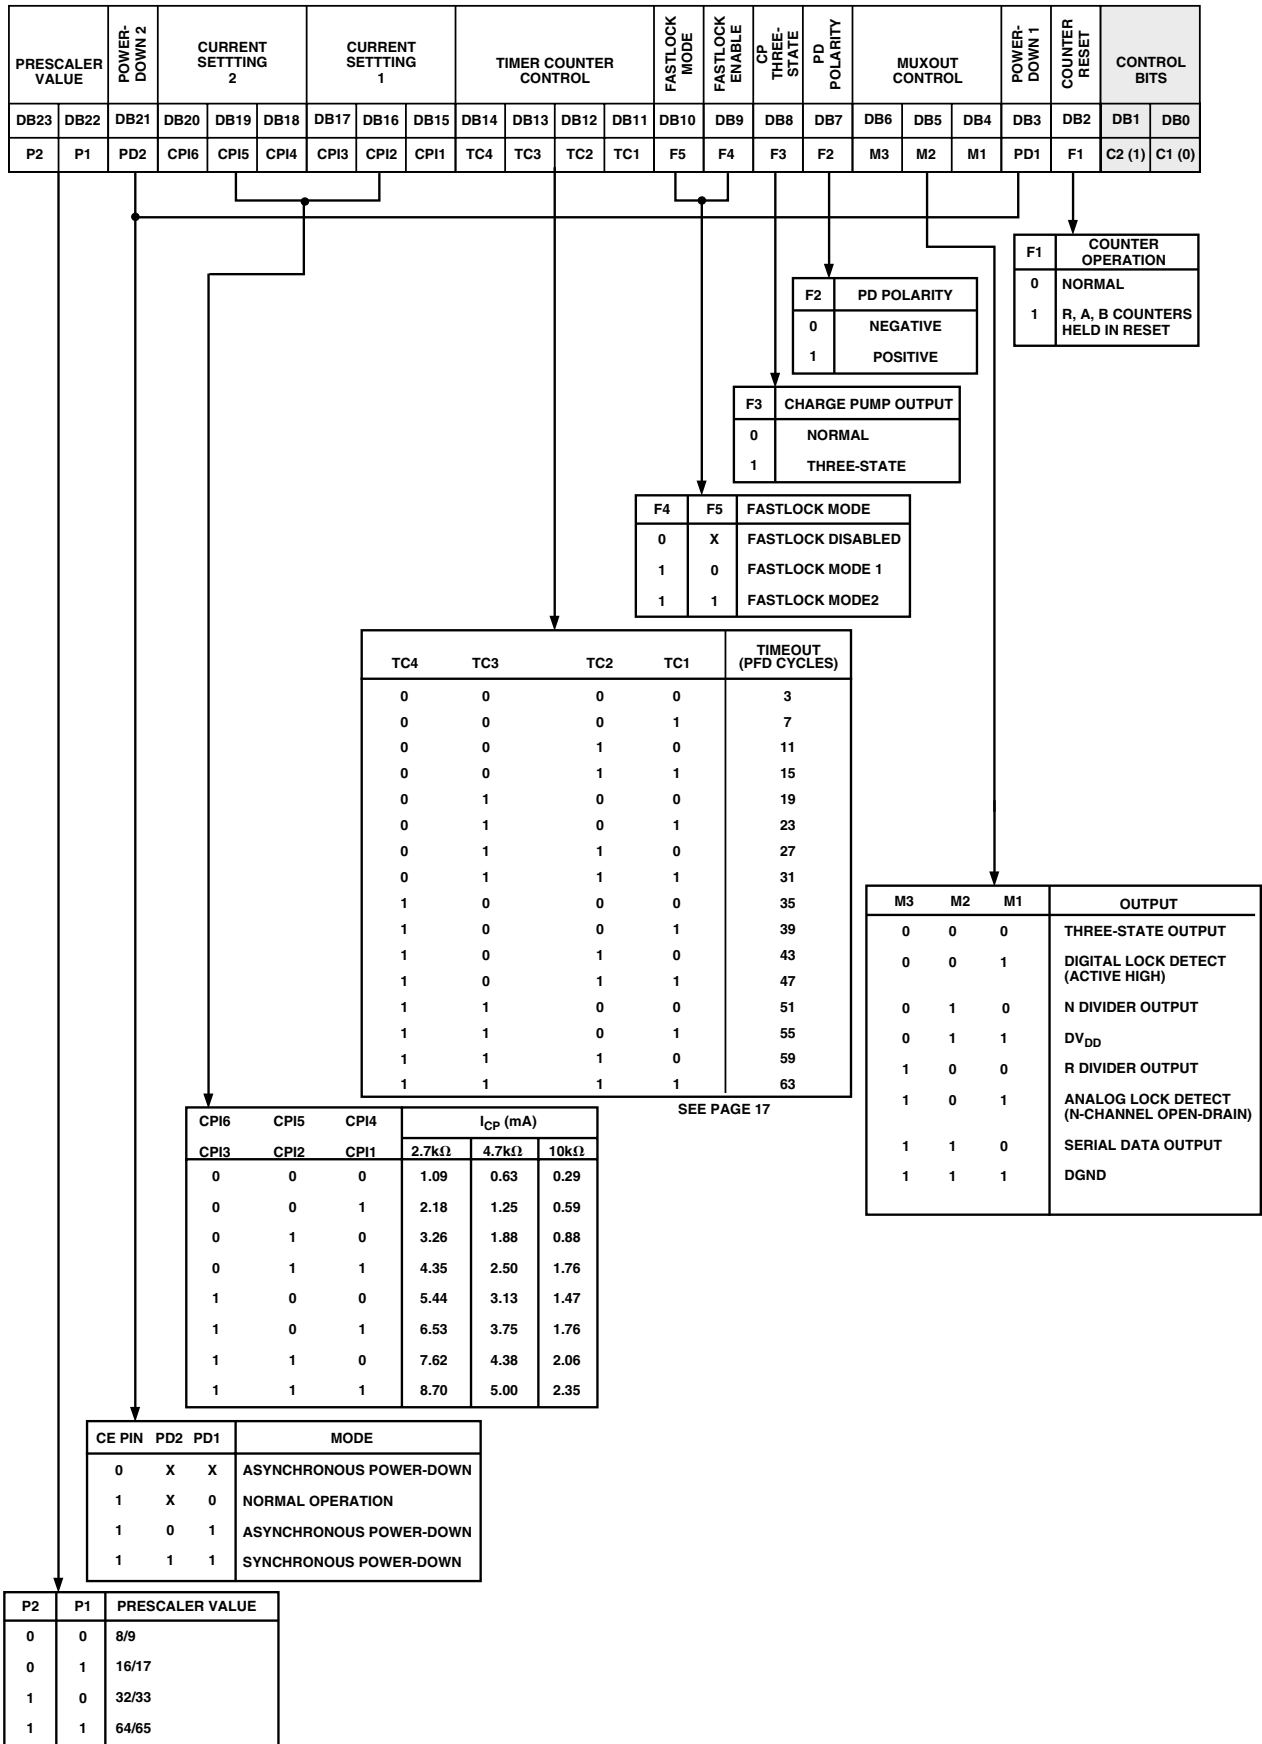 PRESCALER VALUE
POWER-DOWN 2
CURRENT SETTTING 2
CURRENT SETTTING 1
TIMER COUNTER CONTROL
FASTLOCK MODE
FASTLOCK ENABLE
CP THREE-STATE
PD POLARITY
MUXOUT CONTROL
POWER-DOWN 1
COUNTER RESET
CONTROL BITS
DB23 DB22 DB21 DB20 DB19 DB18 DB17 DB16 DB15 DB14 DB13 DB12 DB11 DB10 DB9 DB8 DB7 DB6 DB5 DB4 DB3 DB2 DB1 DB0
P2 P1 PD2 CPI6 CPI5 CPI4 CPI3 CPI2 CPI1 TC4 TC3 TC2 TC1 F5 F4 F3 F2 M3 M2 M1 PD1 F1 C2 (1) C1 (0)
F1 COUNTER OPERATION
0 NORMAL
1 R, A, B COUNTERS
HELD IN RESET
F2 PD POLARITY
0 NEGATIVE
1 POSITIVE
F3 CHARGE PUMP OUTPUT
0 NORMAL
1 THREE-STATE
F4 F5 FASTLOCK MODE
0 X FASTLOCK DISABLED
1 0 FASTLOCK MODE 1
1 1 FASTLOCK MODE2
TC4 TC3 TC2 TC1 TIMEOUT (PFD CYCLES)
0 0 0 0 3
0 0 0 1 7
0 0 1 0 11
0 0 1 1 15
0 1 0 0 19
0 1 0 1 23
0 1 1 0 27
0 1 1 1 31
1 0 0 0 35
1 0 0 1 39
1 0 1 0 43
1 0 1 1 47
1 1 0 0 51
1 1 0 1 55
1 1 1 0 59
1 1 1 1 63
SEE PAGE 17
M3 M2 M1 OUTPUT
0 0 0 THREE-STATE OUTPUT
0 0 1 DIGITAL LOCK DETECT
(ACTIVE HIGH)
0 1 0 N DIVIDER OUTPUT
0 1 1 DVDD
1 0 0 R DIVIDER OUTPUT
1 0 1 ANALOG LOCK DETECT
(N-CHANNEL OPEN-DRAIN)
1 1 0 SERIAL DATA OUTPUT
1 1 1 DGND
CPI6 CPI5 CPI4 ICP (mA)
CPI3 CPI2 CPI1 2.7kΩ 4.7kΩ 10kΩ
0 0 0 1.09 0.63 0.29
0 0 1 2.18 1.25 0.59
0 1 0 3.26 1.88 0.88
0 1 1 4.35 2.50 1.76
1 0 0 5.44 3.13 1.47
1 0 1 6.53 3.75 1.76
1 1 0 7.62 4.38 2.06
1 1 1 8.70 5.00 2.35
CE PIN PD2 PD1 MODE
0 X X ASYNCHRONOUS POWER-DOWN
1 X 0 NORMAL OPERATION
1 0 1 ASYNCHRONOUS POWER-DOWN
1 1 1 SYNCHRONOUS POWER-DOWN
P2 P1 PRESCALER VALUE
0 0 8/9
0 1 16/17
1 0 32/33
1 1 64/65